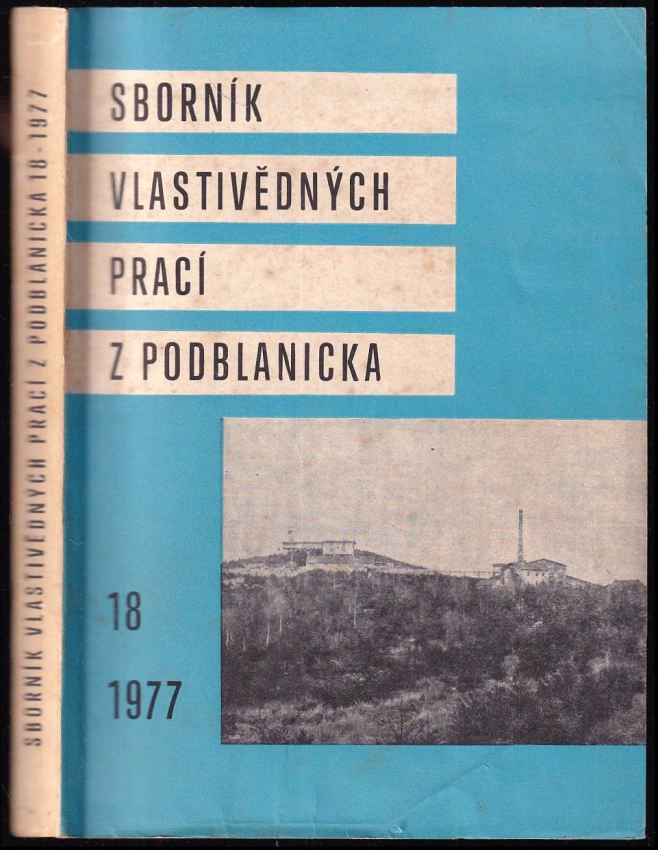 SBORNÍK
VLASTIVĚDNÝCH
PRACÍ
Z PODBLANICKA
18
1977
SBORNÍK VLASTIVĚDNÝCH PRACÍ Z PODBLANICKA 18 - 1977